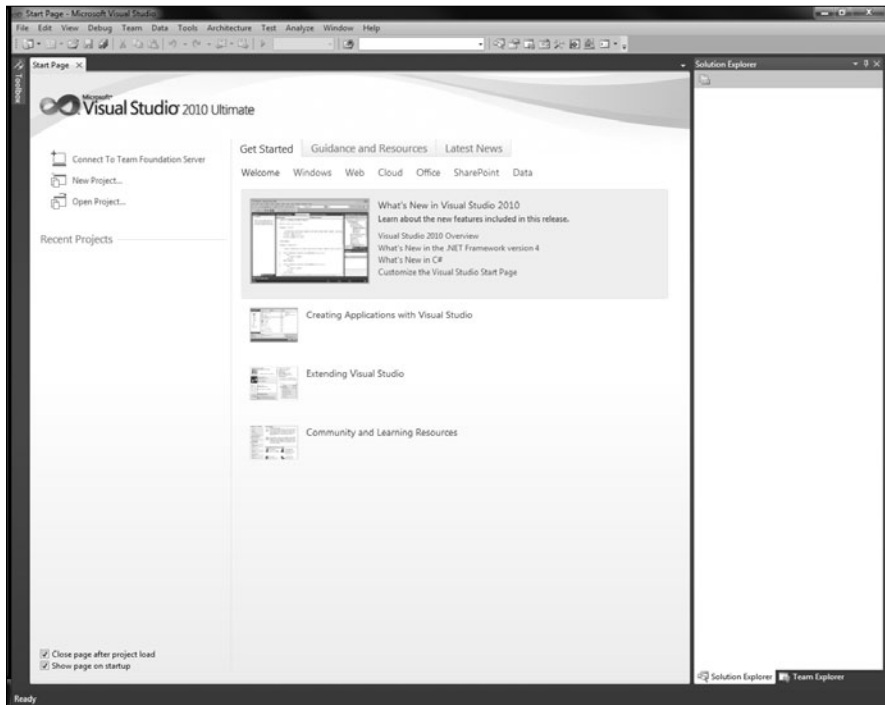 Start Page - Microsoft Visual Studio
File Edit View Debug Team Data Tools Architecture Test Analyze Window Help
Toolbox
Start Page
Solution Explorer
Microsoft
Visual Studio 2010 Ultimate
Connect To Team Foundation Server
New Project...
Open Project...
Recent Projects
Get Started Guidance and Resources Latest News
Welcome Windows Web Cloud Office SharePoint Data
What's New in Visual Studio 2010
Learn about the new features included in this release.
Visual Studio 2010 Overview
What's New in the .NET Framework version 4
What's New in C#
Customize the Visual Studio Start Page
Creating Applications with Visual Studio
Extending Visual Studio
Community and Learning Resources
Close page after project load
Show page on startup
Solution Explorer Team Explorer
Ready